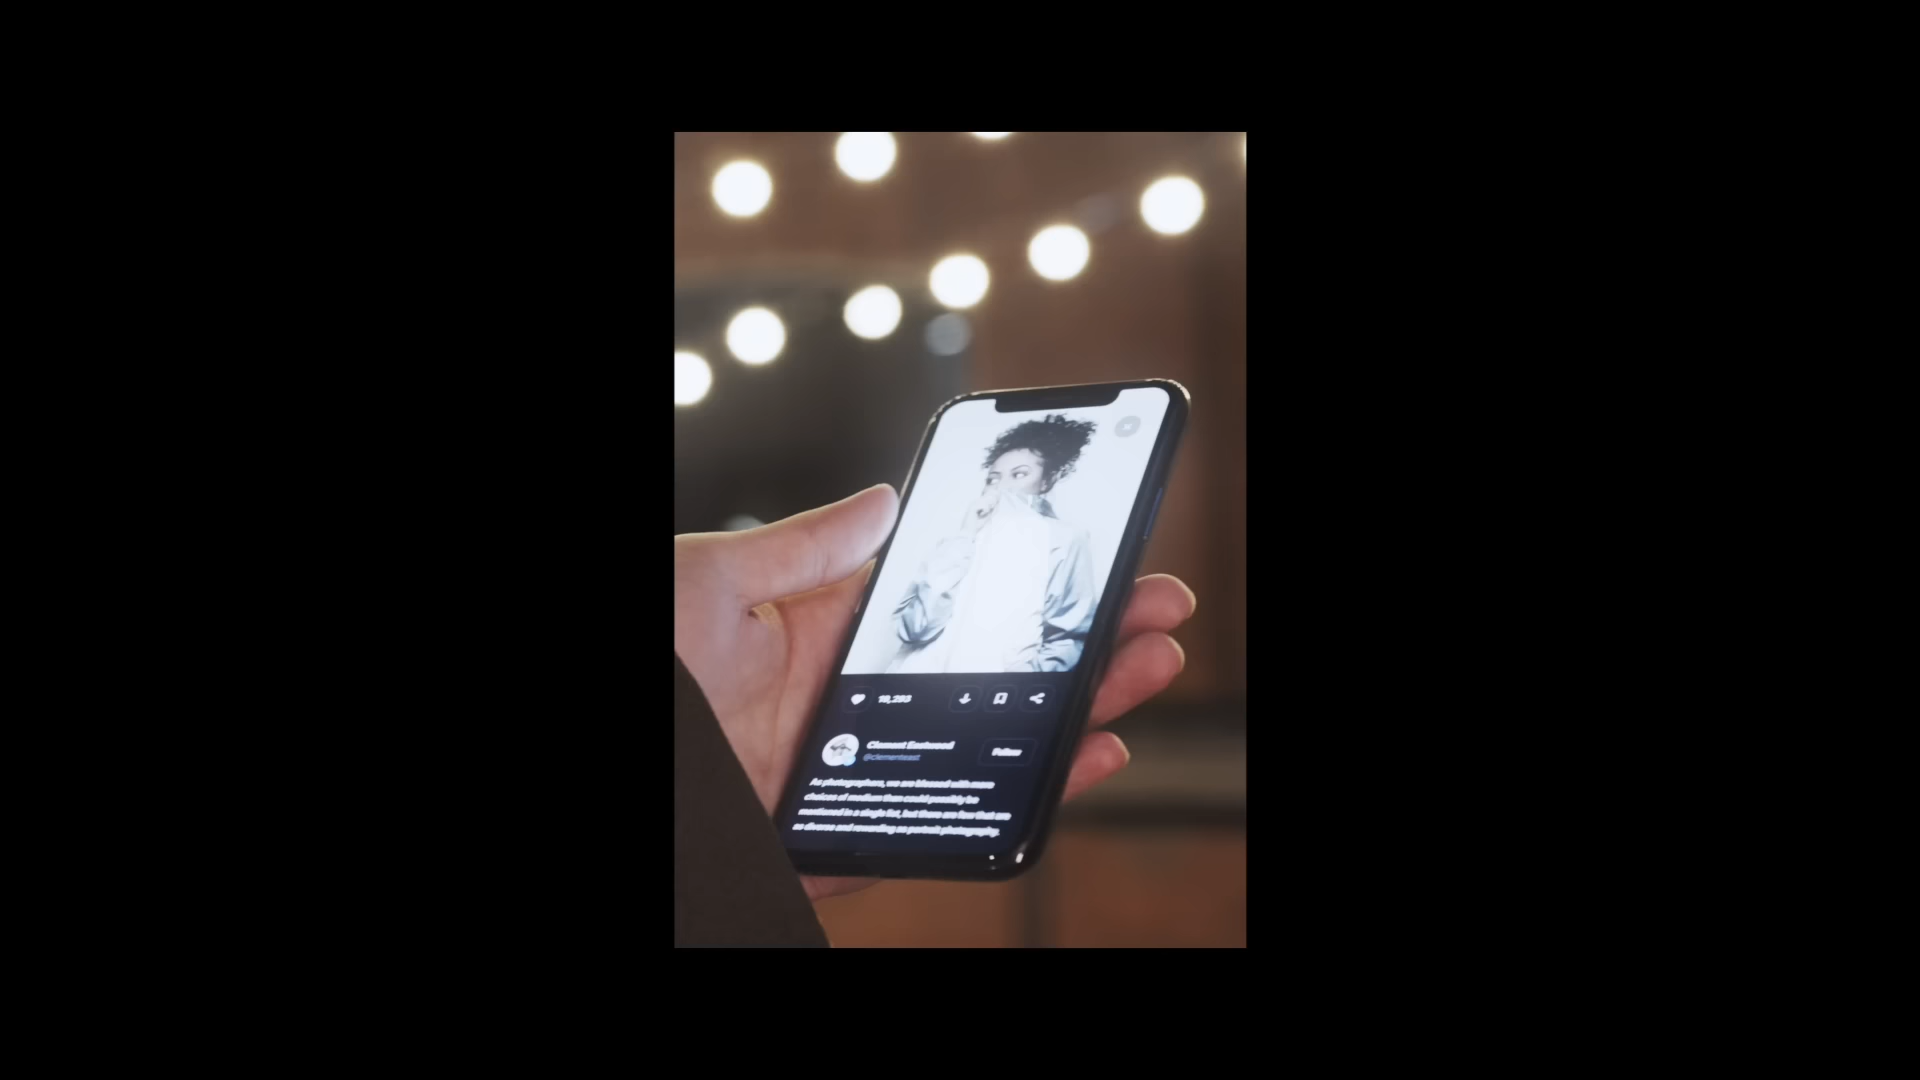 Clement Eastwood
@clementeast
Follow
As photographers, we are blessed with more
choices of medium than could possibly be
mentioned in a single list, but there are few that are
as diverse and rewarding as portrait photography.